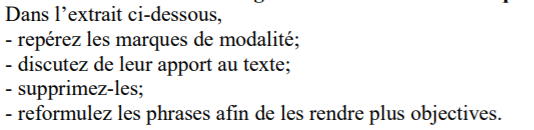 Dans l’extrait ci-dessous,
- repérez les marques de modalité;
- discutez de leur apport au texte;
- supprimez-les;
- reformulez les phrases afin de les rendre plus objectives.